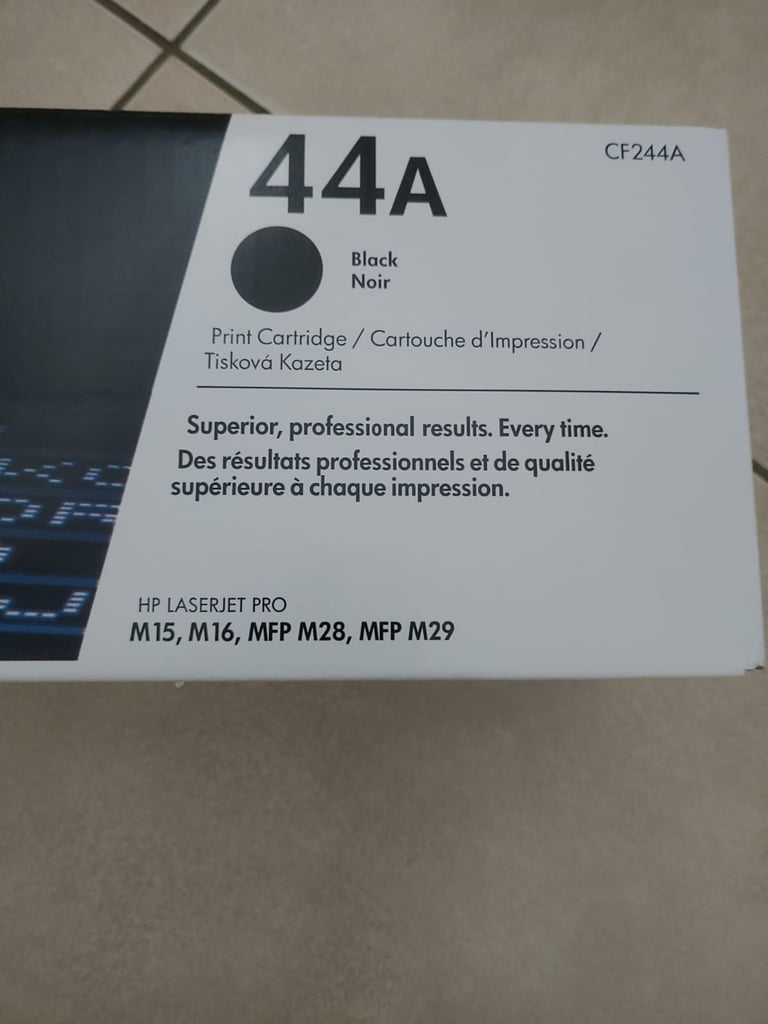 44A
CF244A
Black
Noir
Print Cartridge / Cartouche d'Impression /
Tisková Kazeta
Superior, professional results. Every time.
Des résultats professionnels et de qualité
supérieure à chaque impression.
HP LASERJET PRO
M15, M16, MFP M28, MFP M29